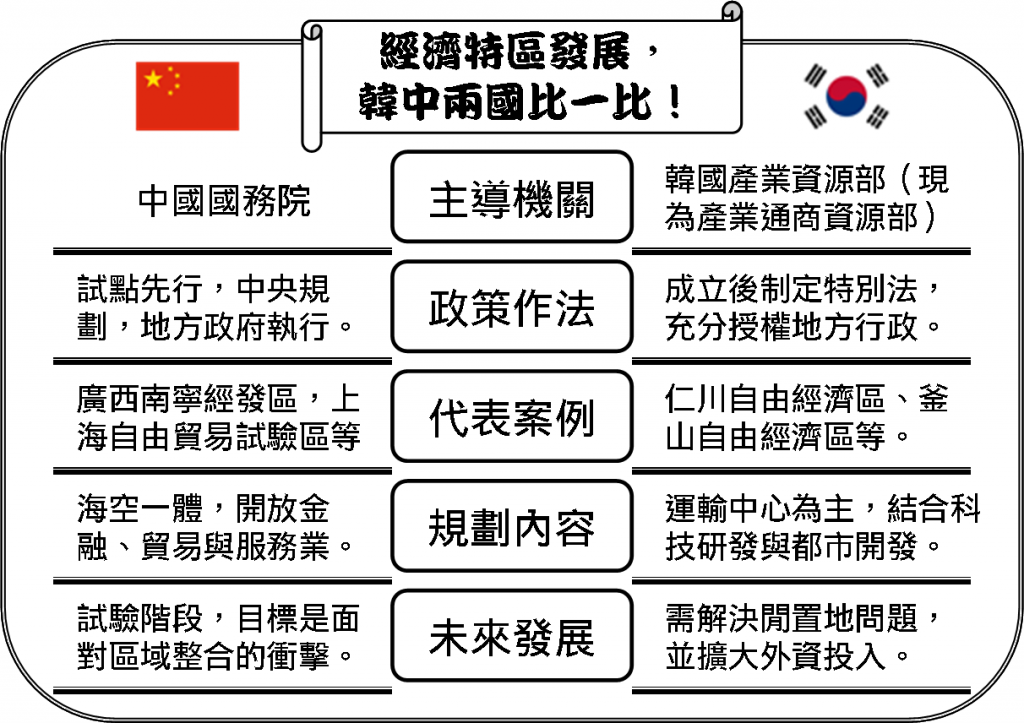 經濟特區發展，
韓中兩國比一比！
中國國務院
主導機關
韓國產業資源部（現
為產業通商資源部）
試點先行，中央規
劃，地方政府執行。
政策作法
成立後制定特別法，
充分授權地方行政。
廣西南寧經發區，上
海自由貿易試驗區等
代表案例
仁川自由經濟區、釜
山自由經濟區等。
海空一體，開放金
融、貿易與服務業。
規劃內容
運輸中心為主，結合科
技研發與都市開發。
試驗階段，目標是面
對區域整合的衝擊。
未來發展
需解決閒置地問題，
並擴大外資投入。